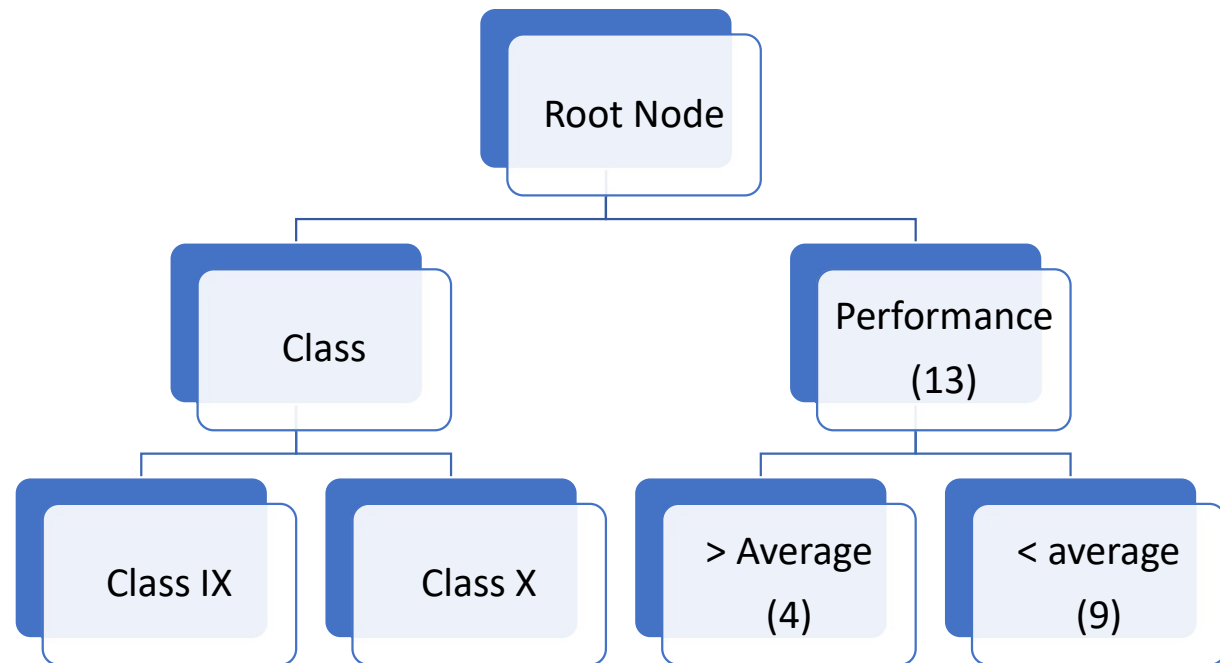 Root Node
Class
Performance
(13)
Class IX
Class X
> Average
(4)
< average
(9)